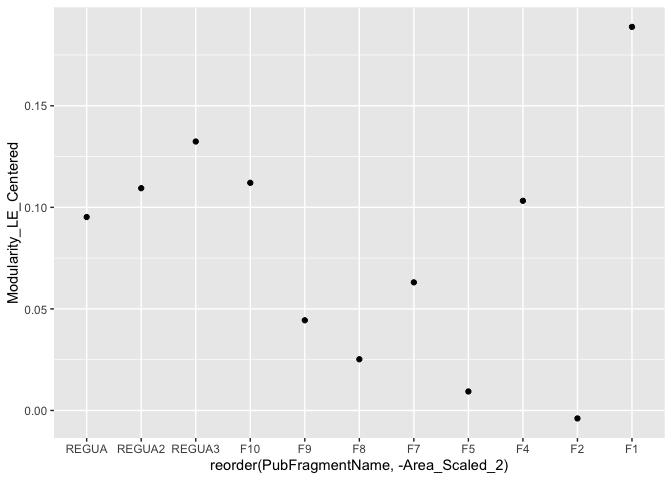 Modularity_LE_Centered
0.15
0.10
0.05
0.00
REGUA REGUA2 REGUA3 F10 F9 F8 F7 F5 F4 F2 F1
reorder(PubFragmentName, -Area_Scaled_2)